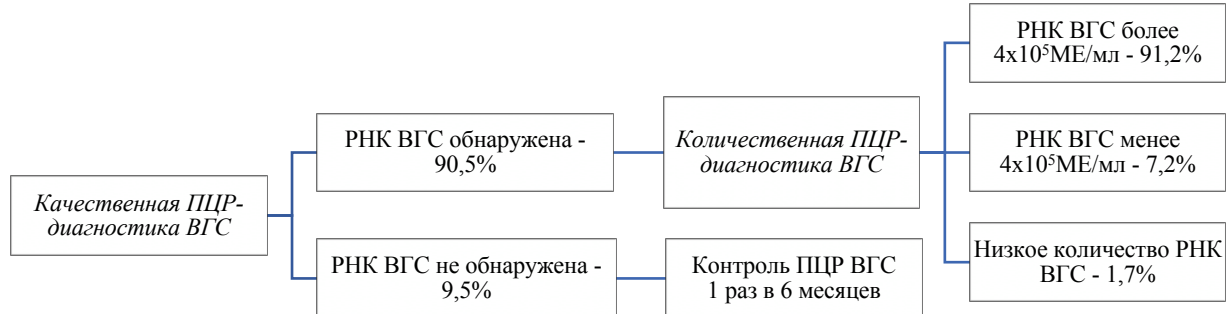 Качественная ПЦР-
диагностика ВГС
РНК ВГС обнаружена -
90,5%
РНК ВГС не обнаружена -
9,5%
Количественная ПЦР-
диагностика ВГС
Контроль ПЦР ВГС
1 раз в 6 месяцев
РНК ВГС более
4х10⁵МЕ/мл - 91,2%
РНК ВГС менее
4х10⁵МЕ/мл - 7,2%
Низкое количество РНК
ВГС - 1,7%